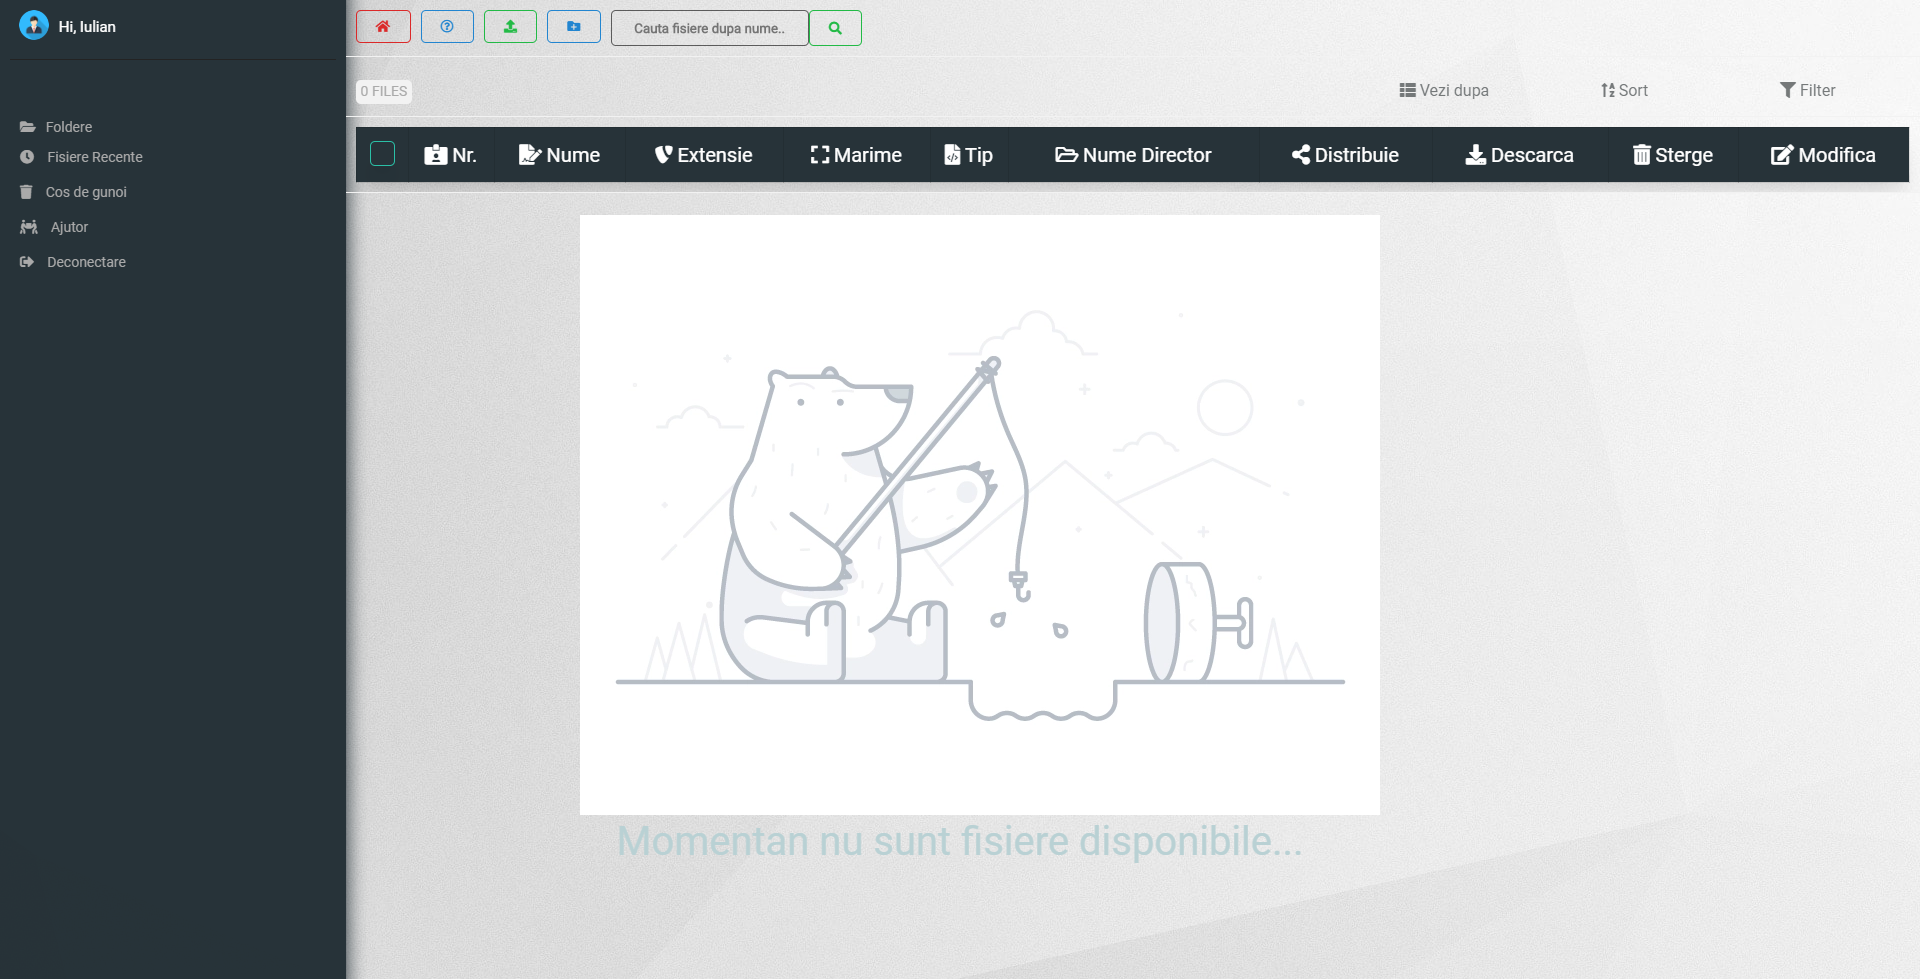 Hi, Iulian
Foldere
Fisiere Recente
Cos de gunoi
Ajutor
Deconectare
Cauta fisiere dupa nume..
0 FILES
Vezi dupa
Sort
Filter
Nr.
Nume
Extensie
Marime
Tip
Nume Director
Distribuie
Descarca
Sterge
Modifica
Momentan nu sunt fisiere disponibile...